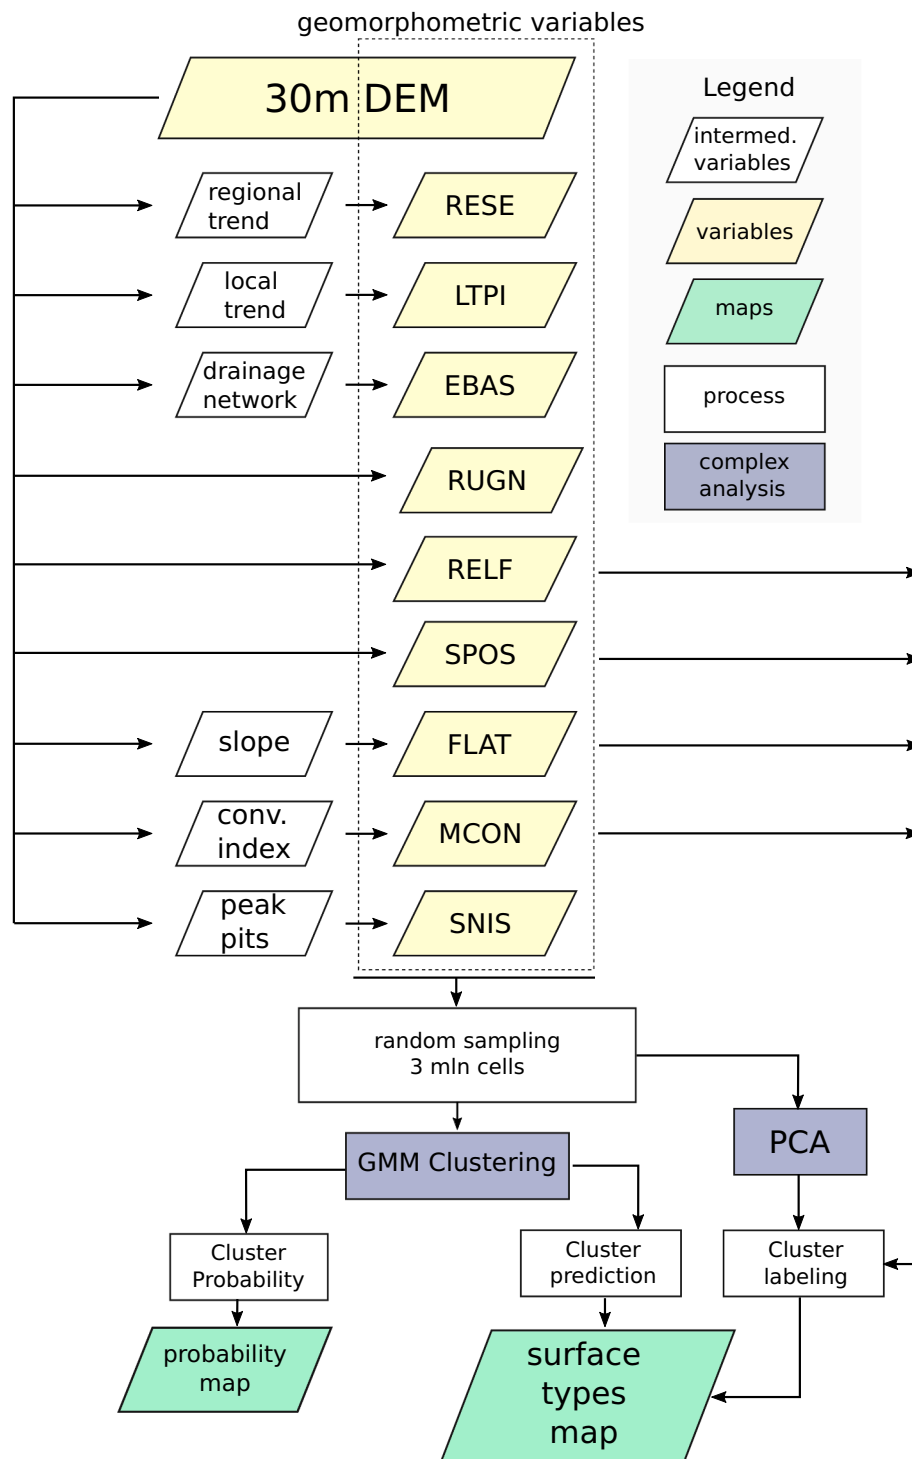 geomorphometric variables
30m DEM
Legend
intermed.
variables
variables
maps
process
complex
analysis
regional
trend
RESE
local
trend
LTPI
drainage
network
EBAS
RUGN
RELF
SPOS
slope
FLAT
conv.
index
MCON
peak
pits
SNIS
random sampling
3 mln cells
GMM Clustering
PCA
Cluster
Probability
Cluster
prediction
Cluster
labeling
probability
map
surface
types
map